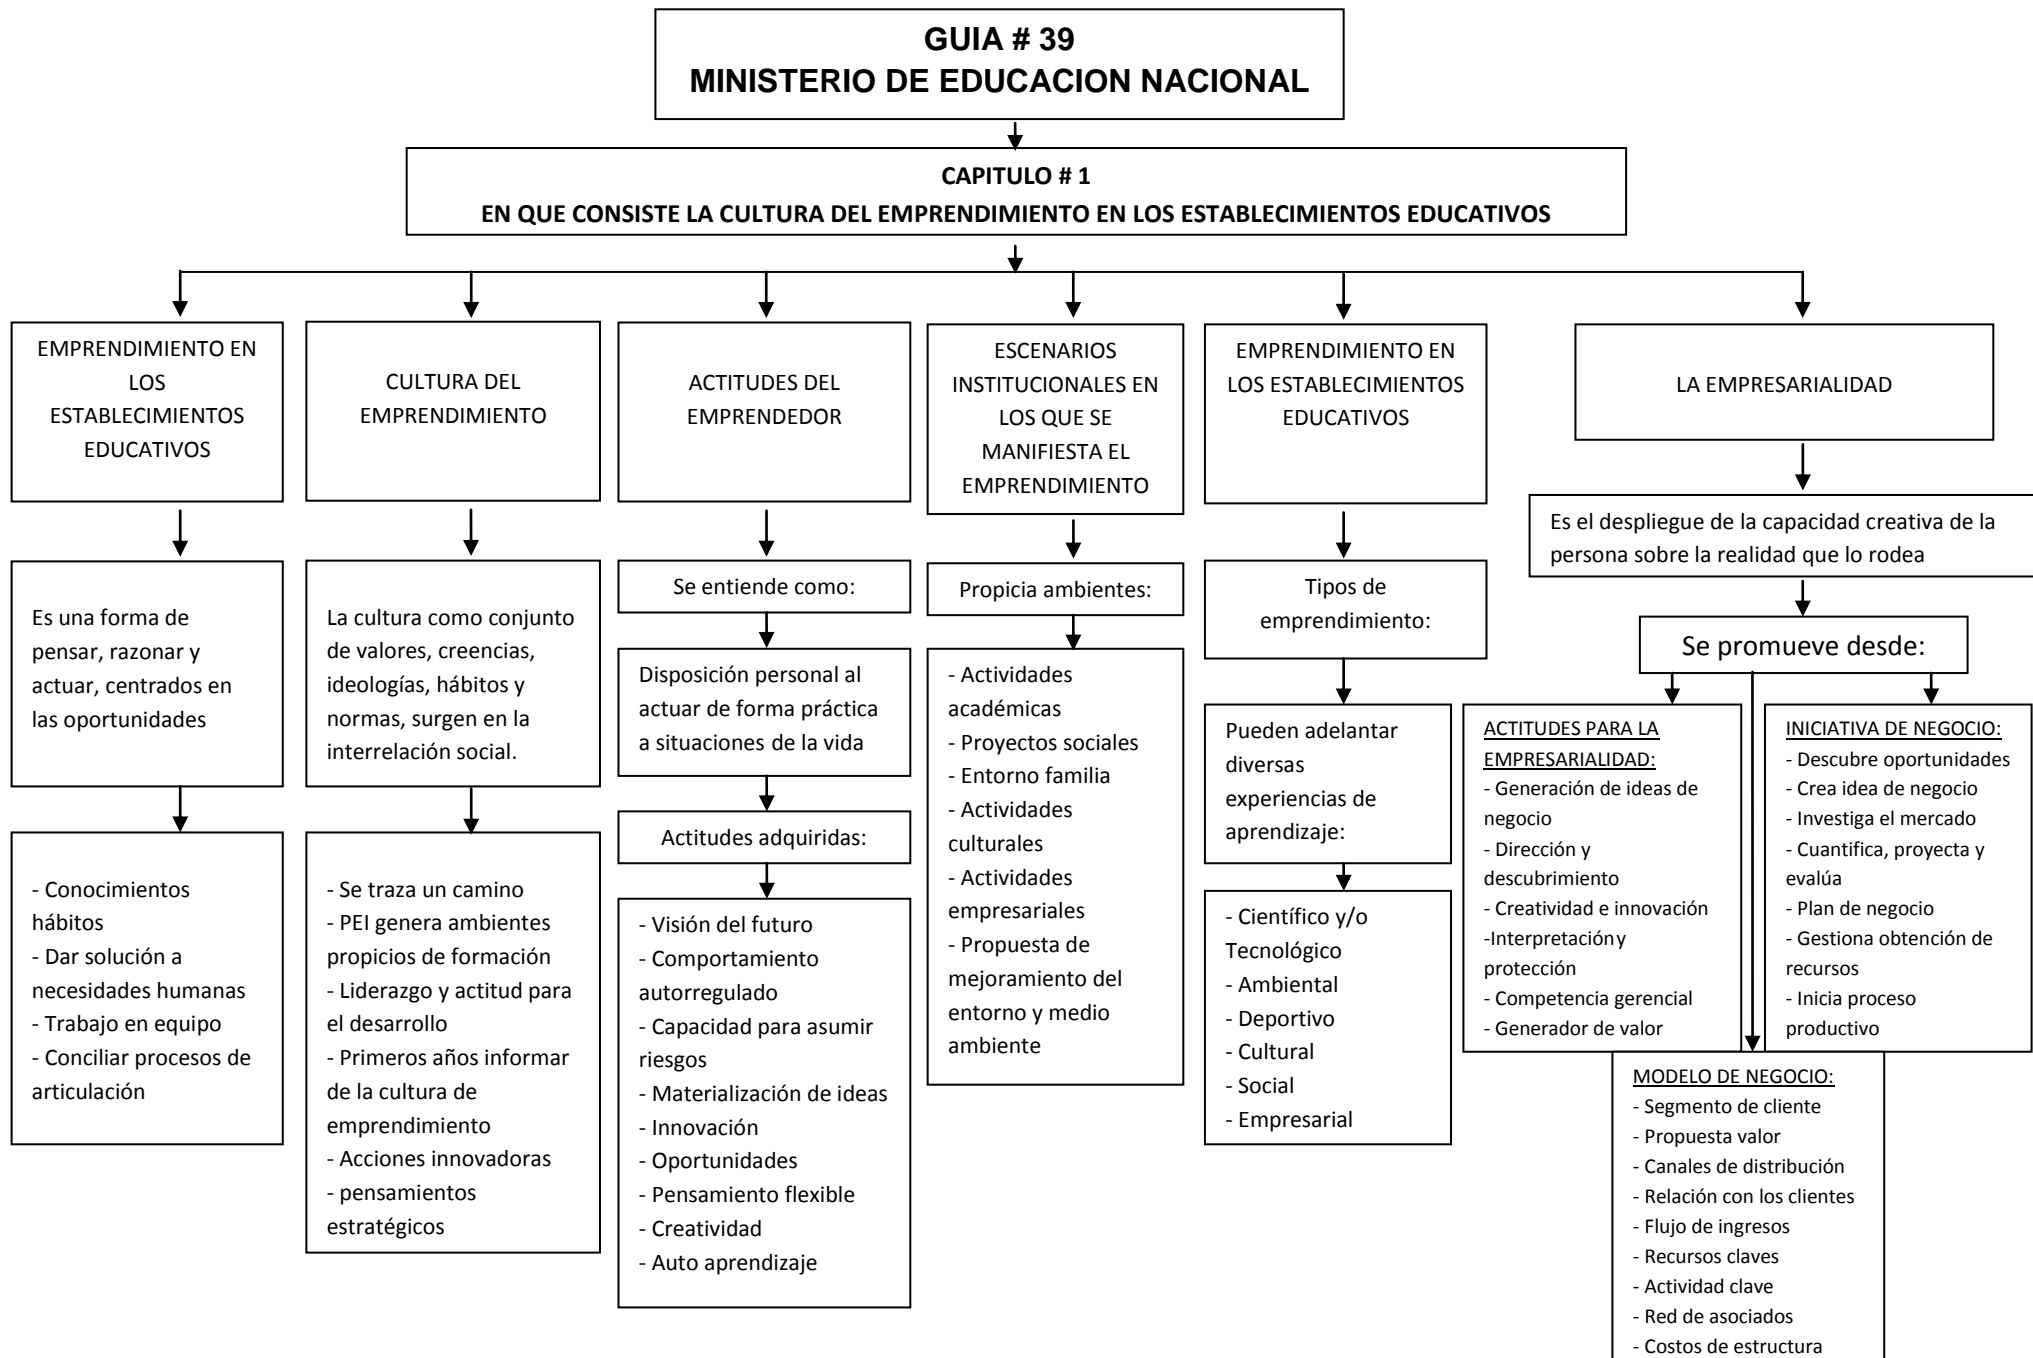 GUIA # 39
MINISTERIO DE EDUCACION NACIONAL
CAPITULO # 1
EN QUE CONSISTE LA CULTURA DEL EMPRENDIMIENTO EN LOS ESTABLECIMIENTOS EDUCATIVOS
EMPRENDIMIENTO EN
LOS
ESTABLECIMIENTOS
EDUCATIVOS
Es una forma de
pensar, razonar y
actuar, centrados en
las oportunidades
- Conocimientos
hábitos
- Dar solución a
necesidades humanas
- Trabajo en equipo
- Conciliar procesos de
articulación
CULTURA DEL
EMPRENDIMIENTO
La cultura como conjunto
de valores, creencias,
ideologías, hábitos y
normas, surgen en la
interrelación social.
- Se traza un camino
- PEI genera ambientes
propicios de formación
- Liderazgo y actitud para
el desarrollo
- Primeros años informar
de la cultura de
emprendimiento
- Acciones innovadoras
- pensamientos
estratégicos
ACTITUDES DEL
EMPRENDEDOR
Se entiende como:
Disposición personal al
actuar de forma práctica
a situaciones de la vida
Actitudes adquiridas:
- Visión del futuro
- Comportamiento
autorregulado
- Capacidad para asumir
riesgos
- Materialización de ideas
- Innovación
- Oportunidades
- Pensamiento flexible
- Creatividad
- Auto aprendizaje
ESCENARIOS
INSTITUCIONALES EN
LOS QUE SE
MANIFIESTA EL
EMPRENDIMIENTO
Propicia ambientes:
- Actividades
académicas
- Proyectos sociales
- Entorno familia
- Actividades
culturales
- Actividades
empresariales
- Propuesta de
mejoramiento del
entorno y medio
ambiente
EMPRENDIMIENTO EN
LOS ESTABLECIMIENTOS
EDUCATIVOS
Tipos de
emprendimiento:
Pueden adelantar
diversas
experiencias de
aprendizaje:
- Científico y/o
Tecnológico
- Ambiental
- Deportivo
- Cultural
- Social
- Empresarial
LA EMPRESARIALIDAD
Es el despliegue de la capacidad creativa de la
persona sobre la realidad que lo rodea
Se promueve desde:
ACTITUDES PARA LA
EMPRESARIALIDAD:
- Generación de ideas de
negocio
- Dirección y
descubrimiento
- Creatividad e innovación
-Interpretación y
protección
- Competencia gerencial
- Generador de valor
INICIATIVA DE NEGOCIO:
- Descubre oportunidades
- Crea idea de negocio
- Investiga el mercado
- Cuantifica, proyecta y
evalúa
- Plan de negocio
- Gestiona obtención de
recursos
- Inicia proceso
productivo
MODELO DE NEGOCIO:
- Segmento de cliente
- Propuesta valor
- Canales de distribución
- Relación con los clientes
- Flujo de ingresos
- Recursos claves
- Actividad clave
- Red de asociados
- Costos de estructura